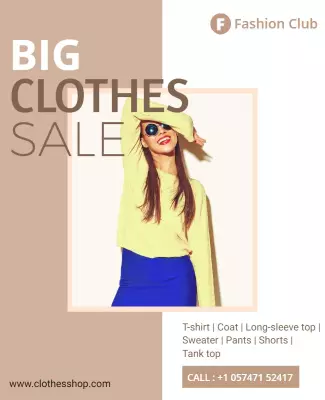 F Fashion Club
BIG
CLOTHES
SALE
T-shirt | Coat | Long-sleeve top |
Sweater | Pants | Shorts |
Tank top
www.clothesshop.com
CALL : +1 057471 52417